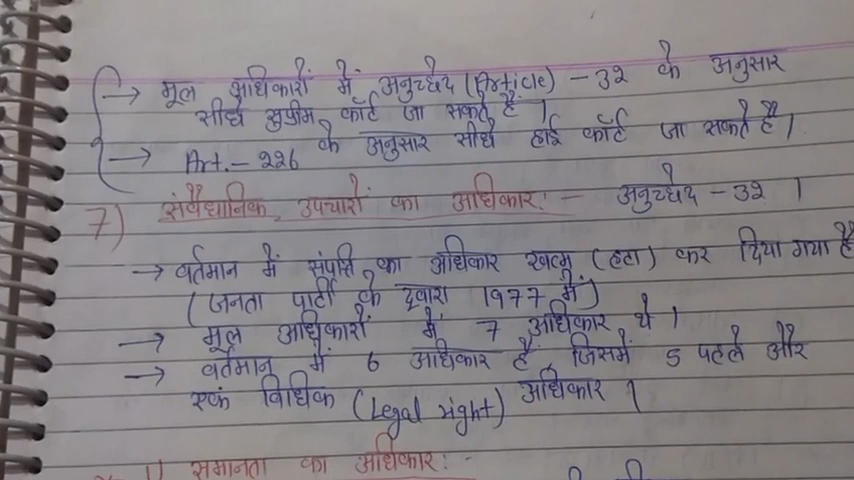 → मूल अधिकारों में अनुच्छेद (Article) - 32 के अनुसार
सीधे सुप्रीम कॉर्ट जा सकते हैं ।
→ Art. - 226 के अनुसार सीधे हाई कॉर्ट जा सकते है।
7) संवैधानिक उपचारों का अधिकार :- अनुच्छेद - 32 ।
→ वर्तमान में संपत्ति का अधिकार खत्म (हटा) कर दिया गया है
(जनता पार्टी के द्वारा 1977 में)
→ मूल अधिकारों में 7 अधिकार थे ।
→ वर्तमान में 6 अधिकार हैं, जिसमें 5 पहले और
एक विधिक (Legal right) अधिकार ।
समानता का अधिकार :-